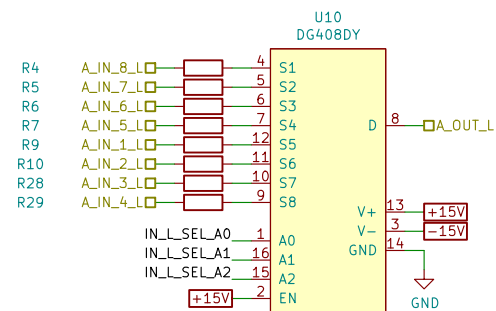 U10
DG408DY
R4 A_IN_8_L 4 S1
R5 A_IN_7_L 5 S2
R6 A_IN_6_L 6 S3
R7 A_IN_5_L 7 S4 D 8 A_OUT_L
R9 A_IN_1_L 12 S5
R10 A_IN_2_L 11 S6
R28 A_IN_3_L 10 S7
R29 A_IN_4_L 9 S8
V+ 13 +15V
IN_L_SEL_A0 1 A0 V- 3 -15V
IN_L_SEL_A1 16 A1 GND 14
IN_L_SEL_A2 15 A2
+15V 2 EN
GND